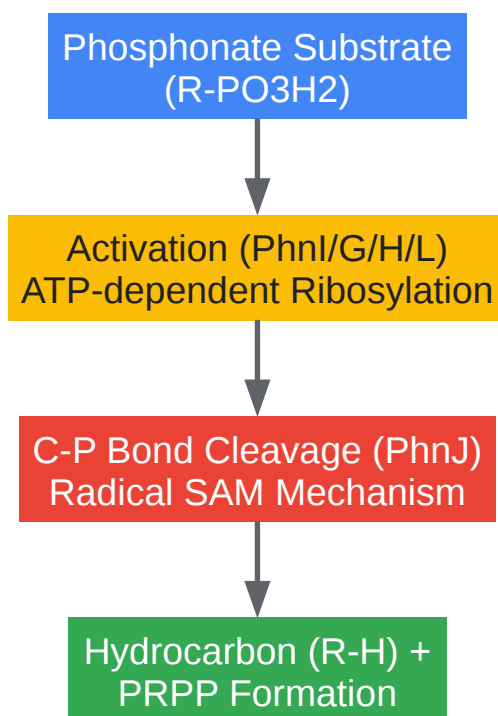 Phosphonate Substrate
(R-PO3H2)
Activation (PhnI/G/H/L)
ATP-dependent Ribosylation
C-P Bond Cleavage (PhnJ)
Radical SAM Mechanism
Hydrocarbon (R-H) +
PRPP Formation